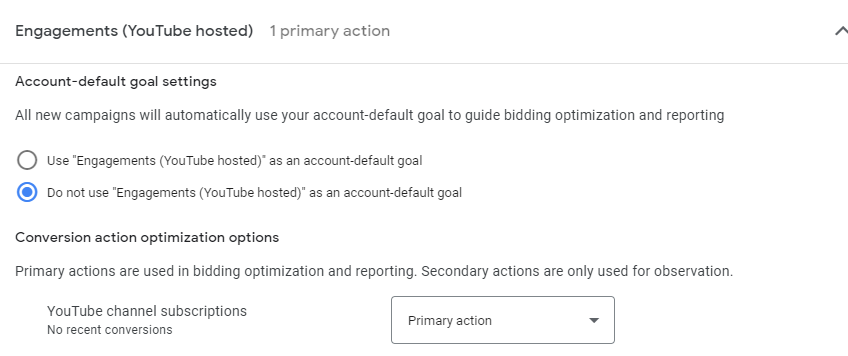 Engagements (YouTube hosted) 1 primary action
Account-default goal settings
All new campaigns will automatically use your account-default goal to guide bidding optimization and reporting
Use "Engagements (YouTube hosted)" as an account-default goal
Do not use "Engagements (YouTube hosted)" as an account-default goal
Conversion action optimization options
Primary actions are used in bidding optimization and reporting. Secondary actions are only used for observation.
YouTube channel subscriptions
No recent conversions
Primary action